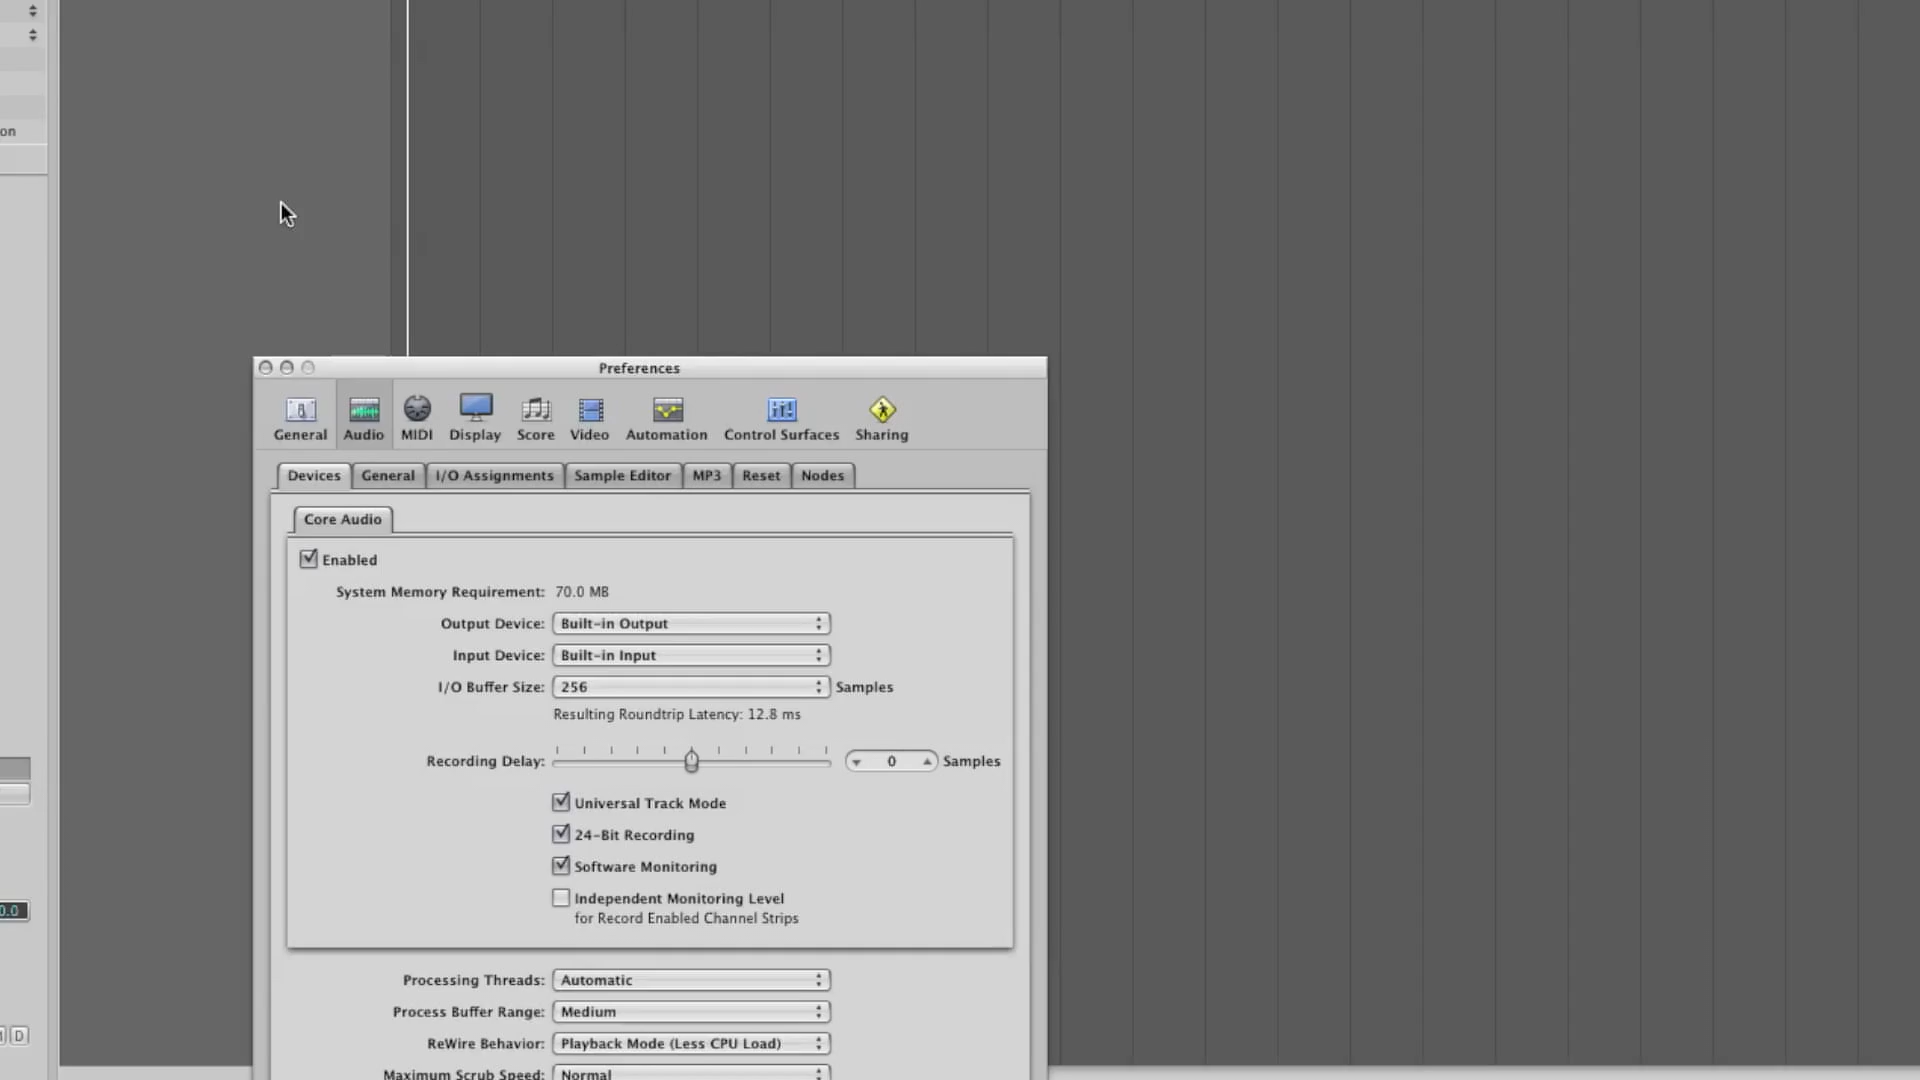 on
Preferences
General Audio MIDI Display Score Video Automation Control Surfaces Sharing
Devices General I/O Assignments Sample Editor MP3 Reset Nodes
Core Audio
Enabled
System Memory Requirement: 70.0 MB
Output Device: Built-in Output
Input Device: Built-in Input
I/O Buffer Size: 256 Samples
Resulting Roundtrip Latency: 12.8 ms
Recording Delay: 0 Samples
Universal Track Mode
24-Bit Recording
Software Monitoring
Independent Monitoring Level
for Record Enabled Channel Strips
0.0
Processing Threads: Automatic
Process Buffer Range: Medium
D
ReWire Behavior: Playback Mode (Less CPU Load)
Maximum Scrub Speed: Normal